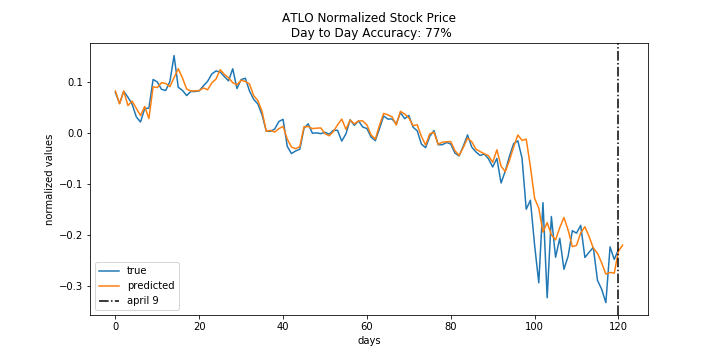 ATLO Normalized Stock Price
Day to Day Accuracy: 77%
normalized values
0.1
0.0
−0.1
−0.2
−0.3
true
predicted
april 9
0 20 40 60 80 100 120
days